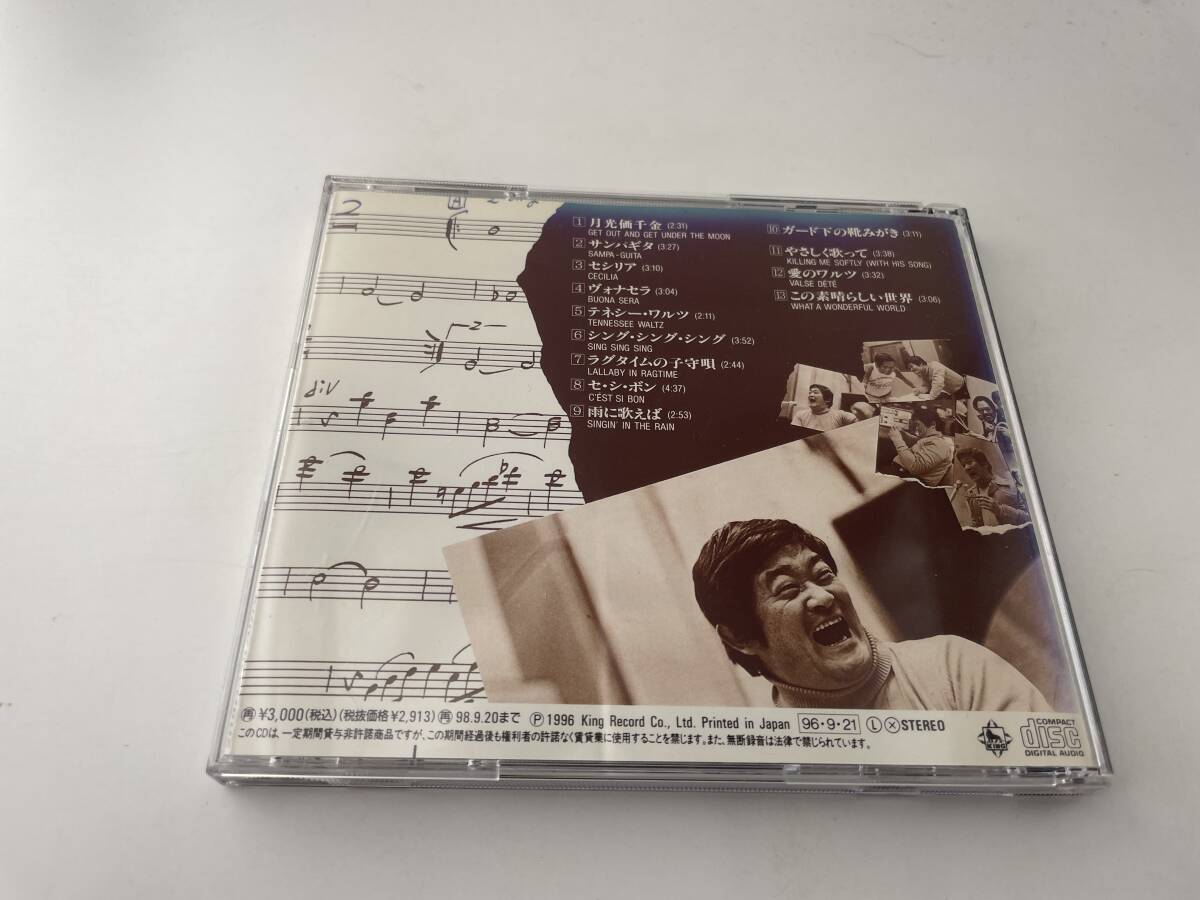 2
A
1 月光価千金 (2:31)
GET OUT AND GET UNDER THE MOON
2 サンパギタ (3:27)
SAMPA-GUITA
3 セシリア (3:10)
CECILIA
4 ヴォナセラ (3:04)
BUONA SERA
5 テネシー・ワルツ (2:11)
TENNESSEE WALTZ
6 シング・シング・シング (3:52)
SING SING SING
7 ラグタイムの子守唄 (2:44)
LALLABY IN RAGTIME
8 セ・シ・ボン (4:37)
C'ÉST SI BON
9 雨に歌えば (2:53)
SINGIN' IN THE RAIN
10 ガード下の靴みがき (3:11)
11 やさしく歌って (3:38)
KILLING ME SOFTLY (WITH HIS SONG)
12 愛のワルツ (3:32)
VALSE DÉTÉ
13 この素晴らしい世界 (3:06)
WHAT A WONDERFUL WORLD
2
div
再 ¥3,000(税込)(税抜価格¥2,913) 再 98.9.20まで Ⓟ 1996 King Record Co., Ltd. Printed in Japan 96・9・21 Ⓛ Ⓧ STEREO
このCDは、一定期間貸与非許諾商品ですが、この期間経過後も権利者の許諾なく賃貸業に使用することを禁じます。また、無断録音は法律で禁じられています。
KING
COMPACT
disc
DIGITAL AUDIO